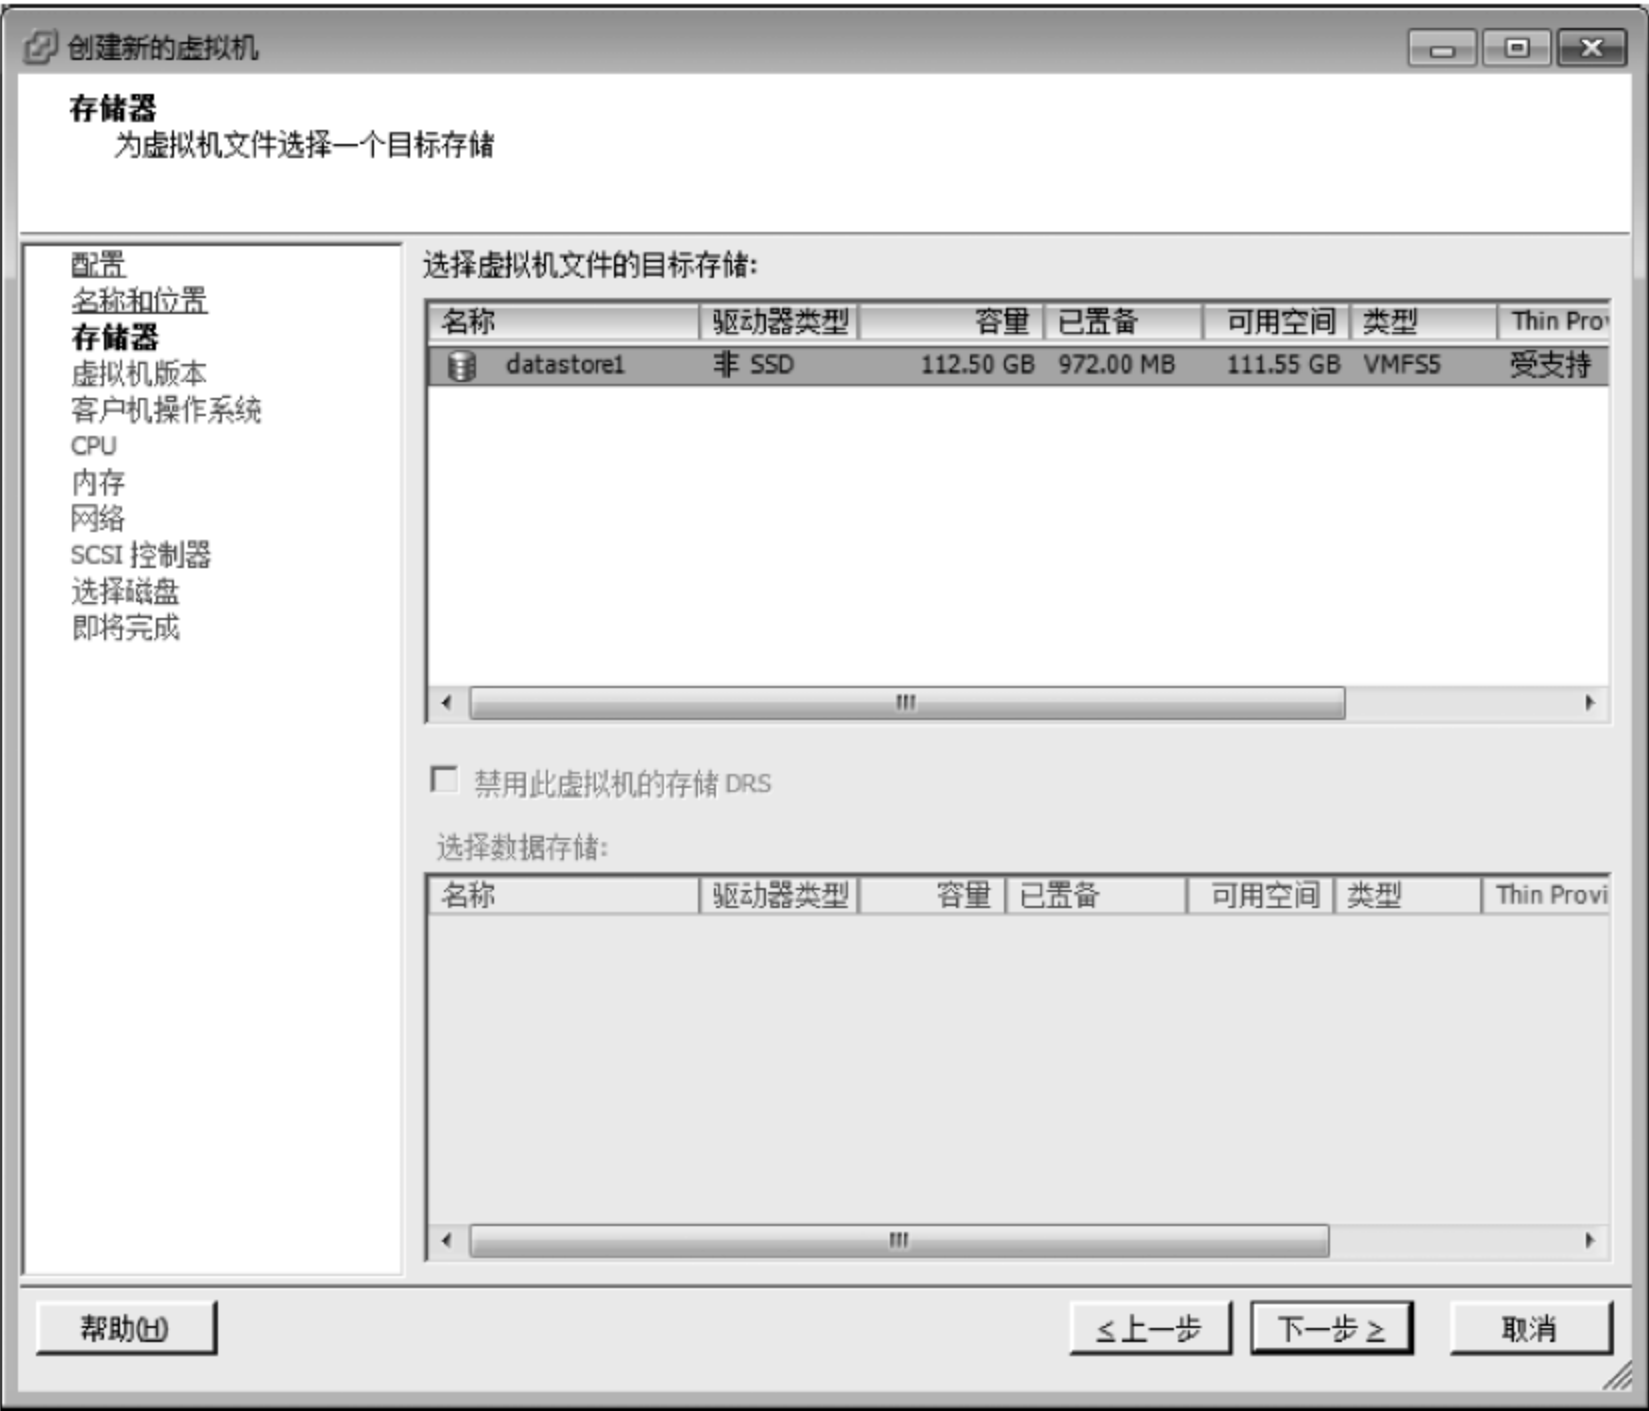 创建新的虚拟机
存储器
为虚拟机文件选择一个目标存储
配置
名称和位置
存储器
虚拟机版本
客户机操作系统
CPU
内存
网络
SCSI 控制器
选择磁盘
即将完成
选择虚拟机文件的目标存储:
名称 驱动器类型 容量 已置备 可用空间 类型 Thin Pro
datastore1 非 SSD 112.50 GB 972.00 MB 111.55 GB VMFS5 受支持
禁用此虚拟机的存储 DRS
选择数据存储:
名称 驱动器类型 容量 已置备 可用空间 类型 Thin Provi
帮助(H) ≤上一步 下一步 ≥ 取消